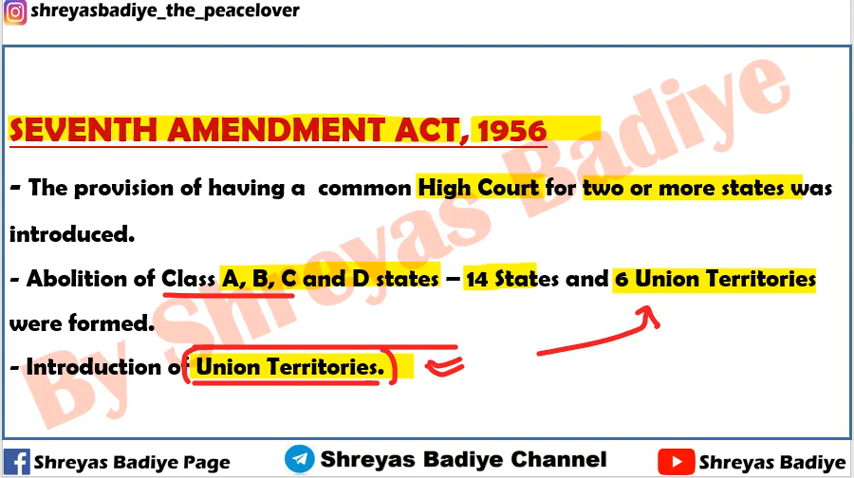 shreyasbadiye_the_peacelover
SEVENTH AMENDMENT ACT, 1956
- The provision of having a common High Court for two or more states was
introduced.
- Abolition of Class A, B, C and D states – 14 States and 6 Union Territories
were formed.
- Introduction of Union Territories.
By Shreyas Badiye
Shreyas Badiye Page
Shreyas Badiye Channel
Shreyas Badiye